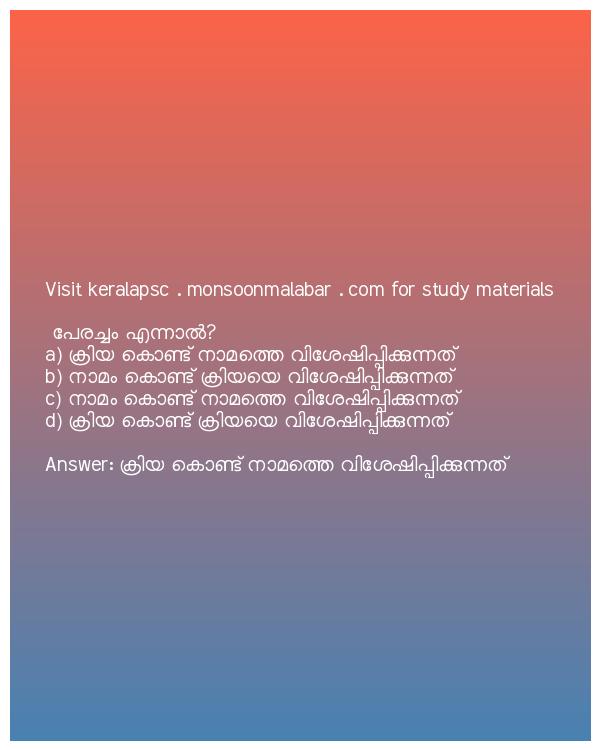 Visit keralapsc . monsoonmalabar . com for study materials
പേരച്ചം എന്നാൽ?
a) ക്രിയ കൊണ്ട് നാമത്തെ വിശേഷിപ്പിക്കുന്നത്
b) നാമം കൊണ്ട് ക്രിയയെ വിശേഷിപ്പിക്കുന്നത്
c) നാമം കൊണ്ട് നാമത്തെ വിശേഷിപ്പിക്കുന്നത്
d) ക്രിയ കൊണ്ട് ക്രിയയെ വിശേഷിപ്പിക്കുന്നത്
Answer: ക്രിയ കൊണ്ട് നാമത്തെ വിശേഷിപ്പിക്കുന്നത്